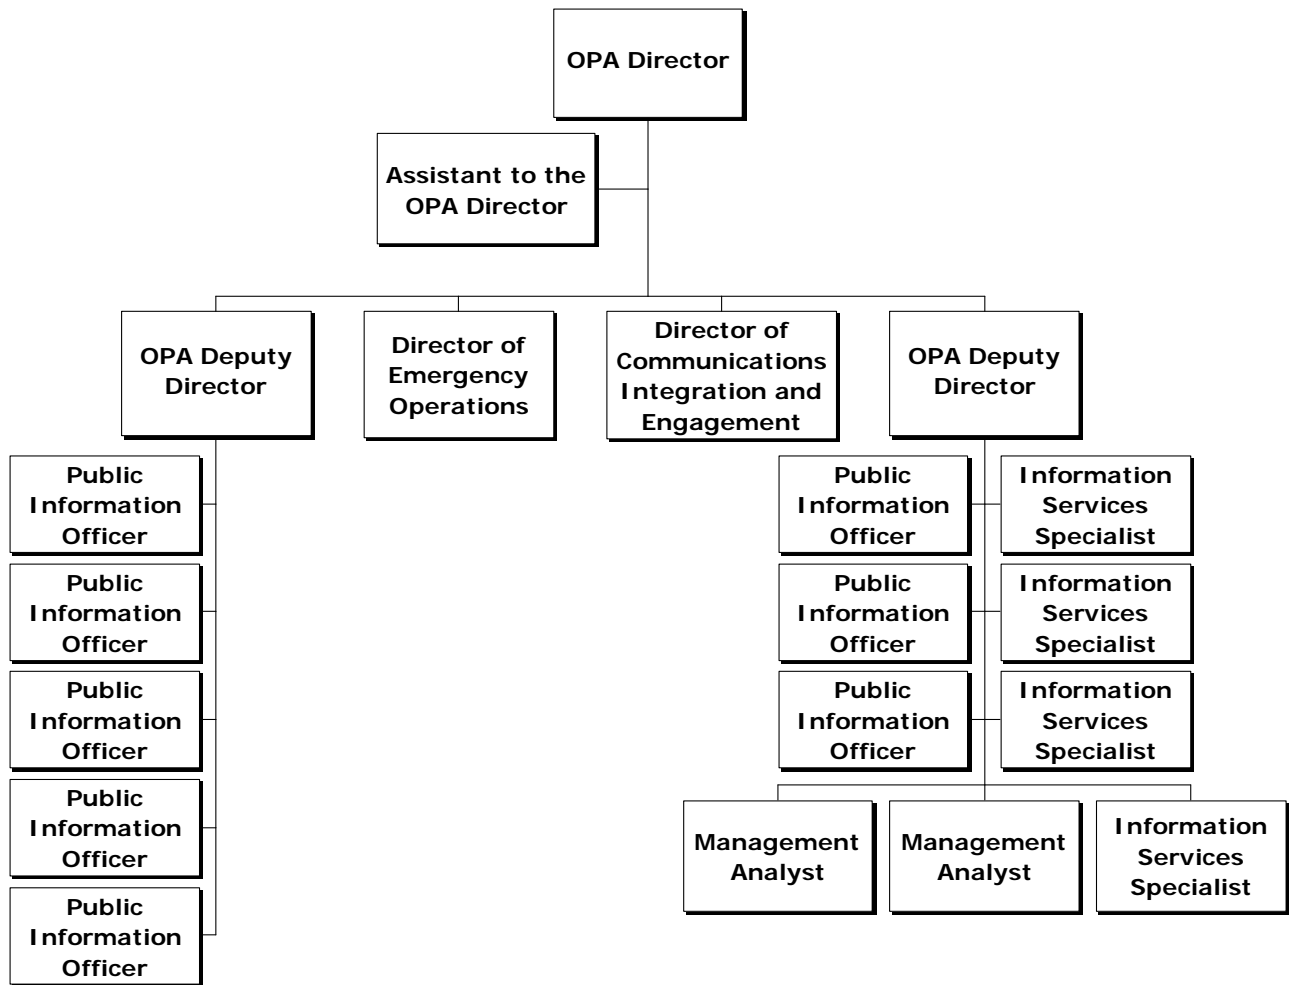 OPA Director
Assistant to the
OPA Director
OPA Deputy
Director
Director of
Emergency
Operations
Director of
Communications
Integration and
Engagement
OPA Deputy
Director
Public
Information
Officer
Public
Information
Officer
Public
Information
Officer
Public
Information
Officer
Public
Information
Officer
Public
Information
Officer
Information
Services
Specialist
Public
Information
Officer
Information
Services
Specialist
Public
Information
Officer
Information
Services
Specialist
Management
Analyst
Management
Analyst
Information
Services
Specialist